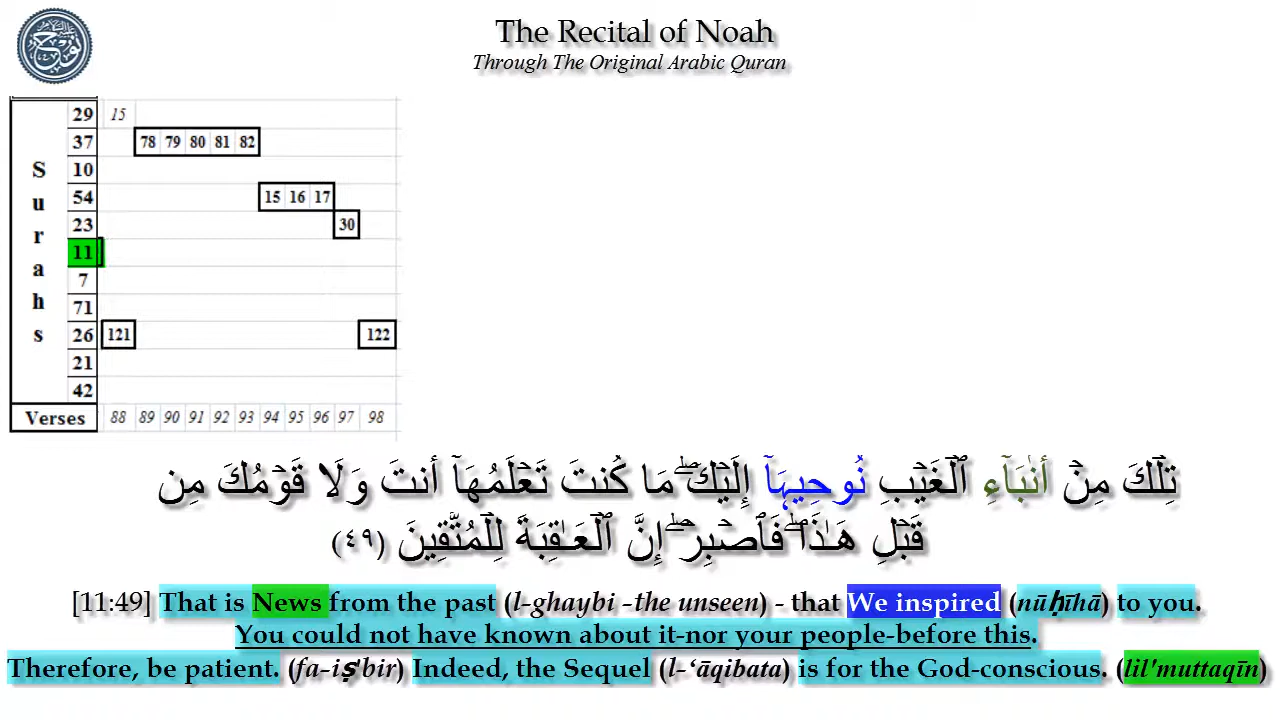 The Recital of Noah
Through The Original Arabic Quran
نوح
Surahs
29 15
37 78 79 80 81 82
10
54 15 16 17
23 30
11
7
71
26 121 122
21
42
Verses 88 89 90 91 92 93 94 95 96 97 98
تِلۡكَ مِنۡ أَنۢبَآءِ ٱلۡغَيۡبِ نُوحِيهَآ إِلَيۡكَۖ مَا كُنتَ تَعۡلَمُهَآ أَنتَ وَلَا قَوۡمُكَ مِن
قَبۡلِ هَـٰذَاۖ فَٱصۡبِرۡۖ إِنَّ ٱلۡعَـٰقِبَةَ لِلۡمُتَّقِينَ (٤٩)
[11:49] That is News from the past (l-ghaybi -the unseen) - that We inspired (nūḥīhā) to you.
You could not have known about it-nor your people-before this.
Therefore, be patient. (fa-iṣ'bir) Indeed, the Sequel (l-ʻāqibata) is for the God-conscious. (lil'muttaqīn)